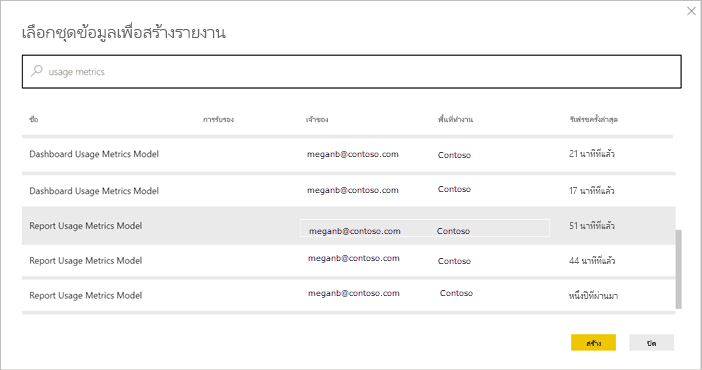 เลือกชุดข้อมูลเพื่อสร้างรายงาน
usage metrics
ชื่อ การรับรอง เจ้าของ พื้นที่ทำงาน รีเฟรชครั้งล่าสุด
Dashboard Usage Metrics Model meganb@contoso.com Contoso 21 นาทีที่แล้ว
Dashboard Usage Metrics Model meganb@contoso.com Contoso 17 นาทีที่แล้ว
Report Usage Metrics Model meganb@contoso.com Contoso 51 นาทีที่แล้ว
Report Usage Metrics Model meganb@contoso.com Contoso 44 นาทีที่แล้ว
Report Usage Metrics Model meganb@contoso.com Contoso หนึ่งปีที่ผ่านมา
สร้าง ปิด